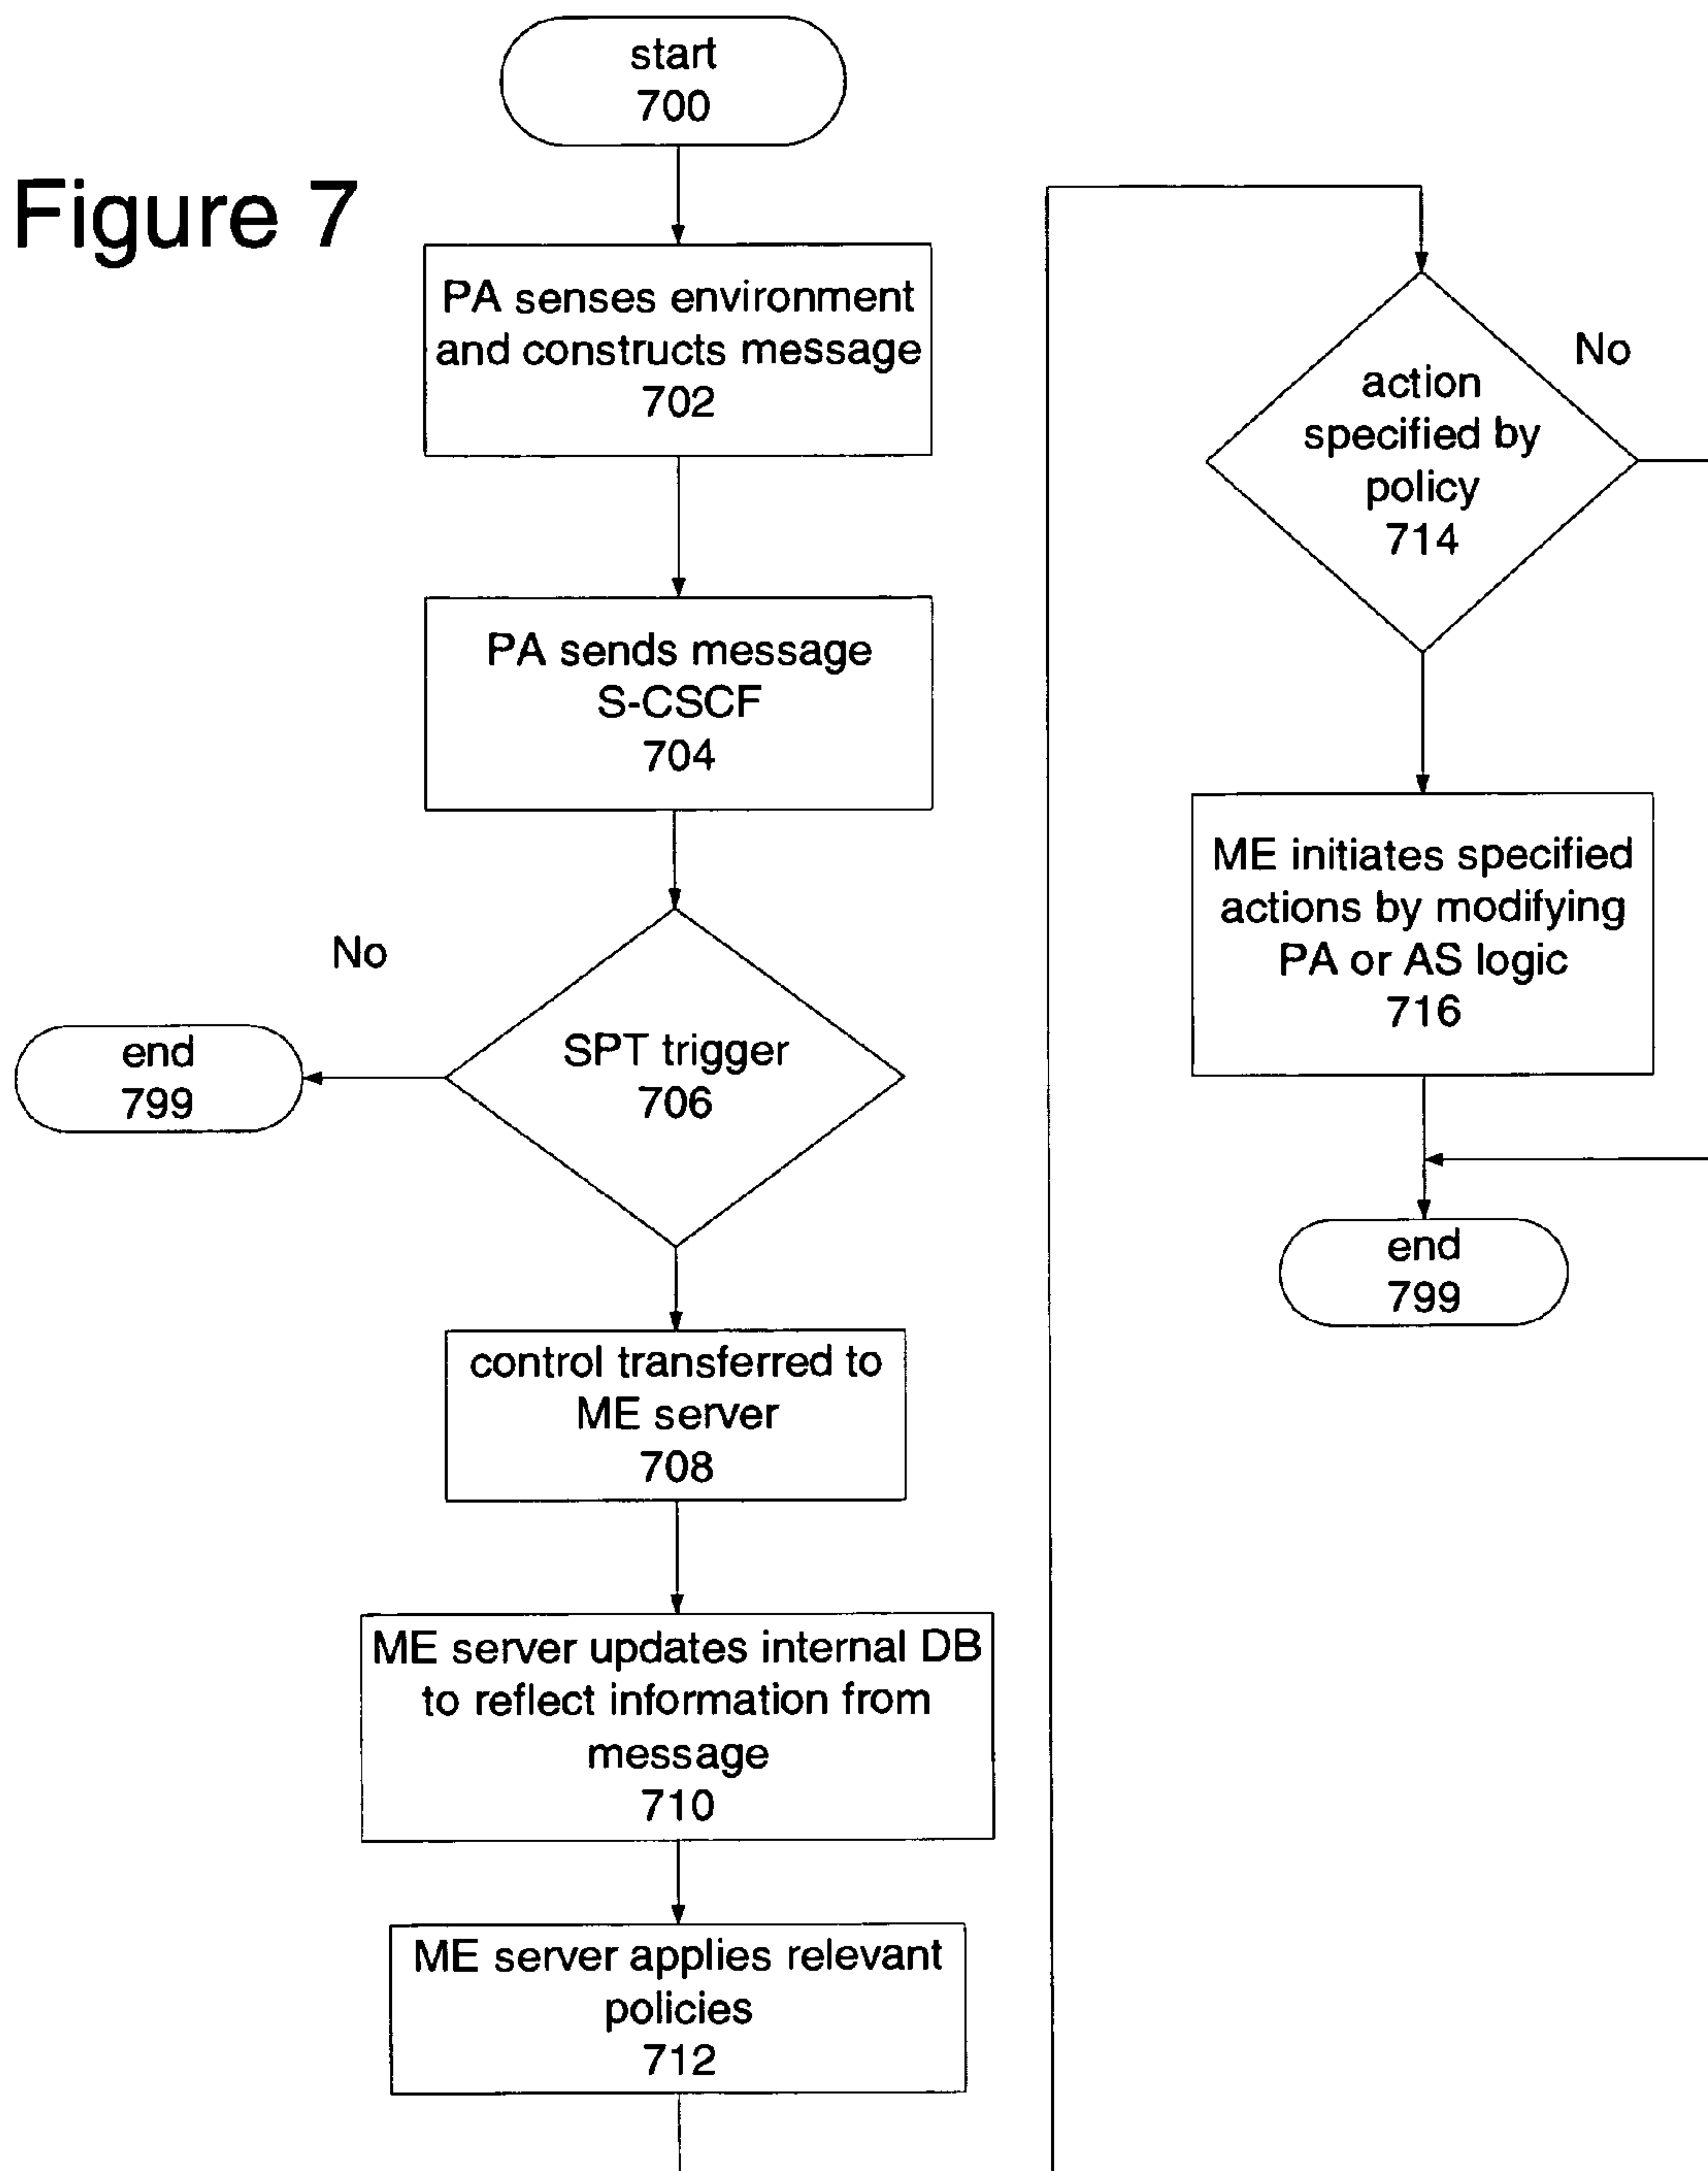 Figure 7
start
700
PA senses environment
and constructs message
702
PA sends message
S-CSCF
704
No
SPT trigger
706
end
799
control transferred to
ME server
708
ME server updates internal DB
to reflect information from
message
710
ME server applies relevant
policies
712
No
action
specified by
policy
714
ME initiates specified
actions by modifying
PA or AS logic
716
end
799